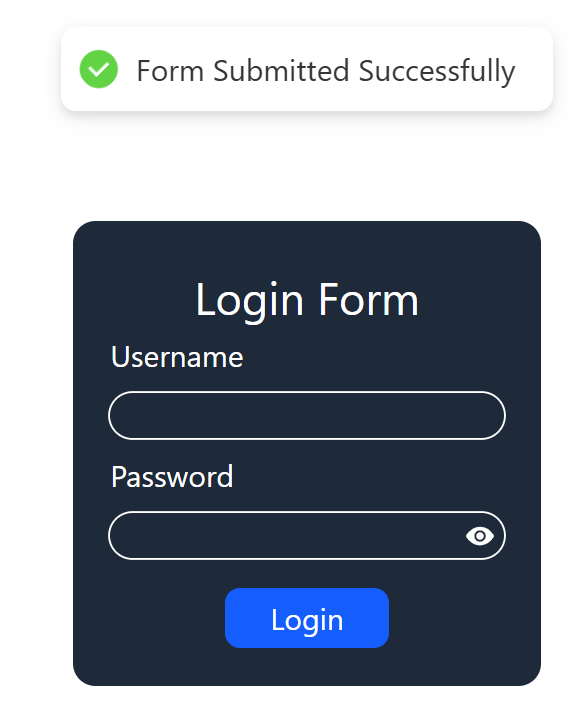 Form Submitted Successfully
Login Form
Username
Password
Login